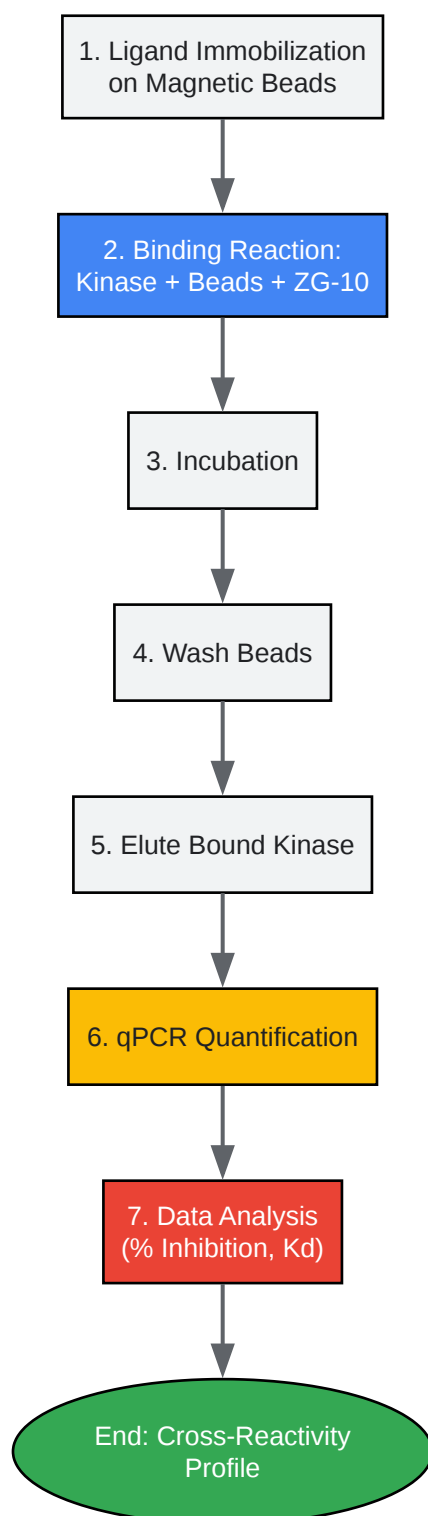 1. Ligand Immobilization
on Magnetic Beads
2. Binding Reaction:
Kinase + Beads + ZG-10
3. Incubation
4. Wash Beads
5. Elute Bound Kinase
6. qPCR Quantification
7. Data Analysis
(% Inhibition, Kd)
End: Cross-Reactivity
Profile